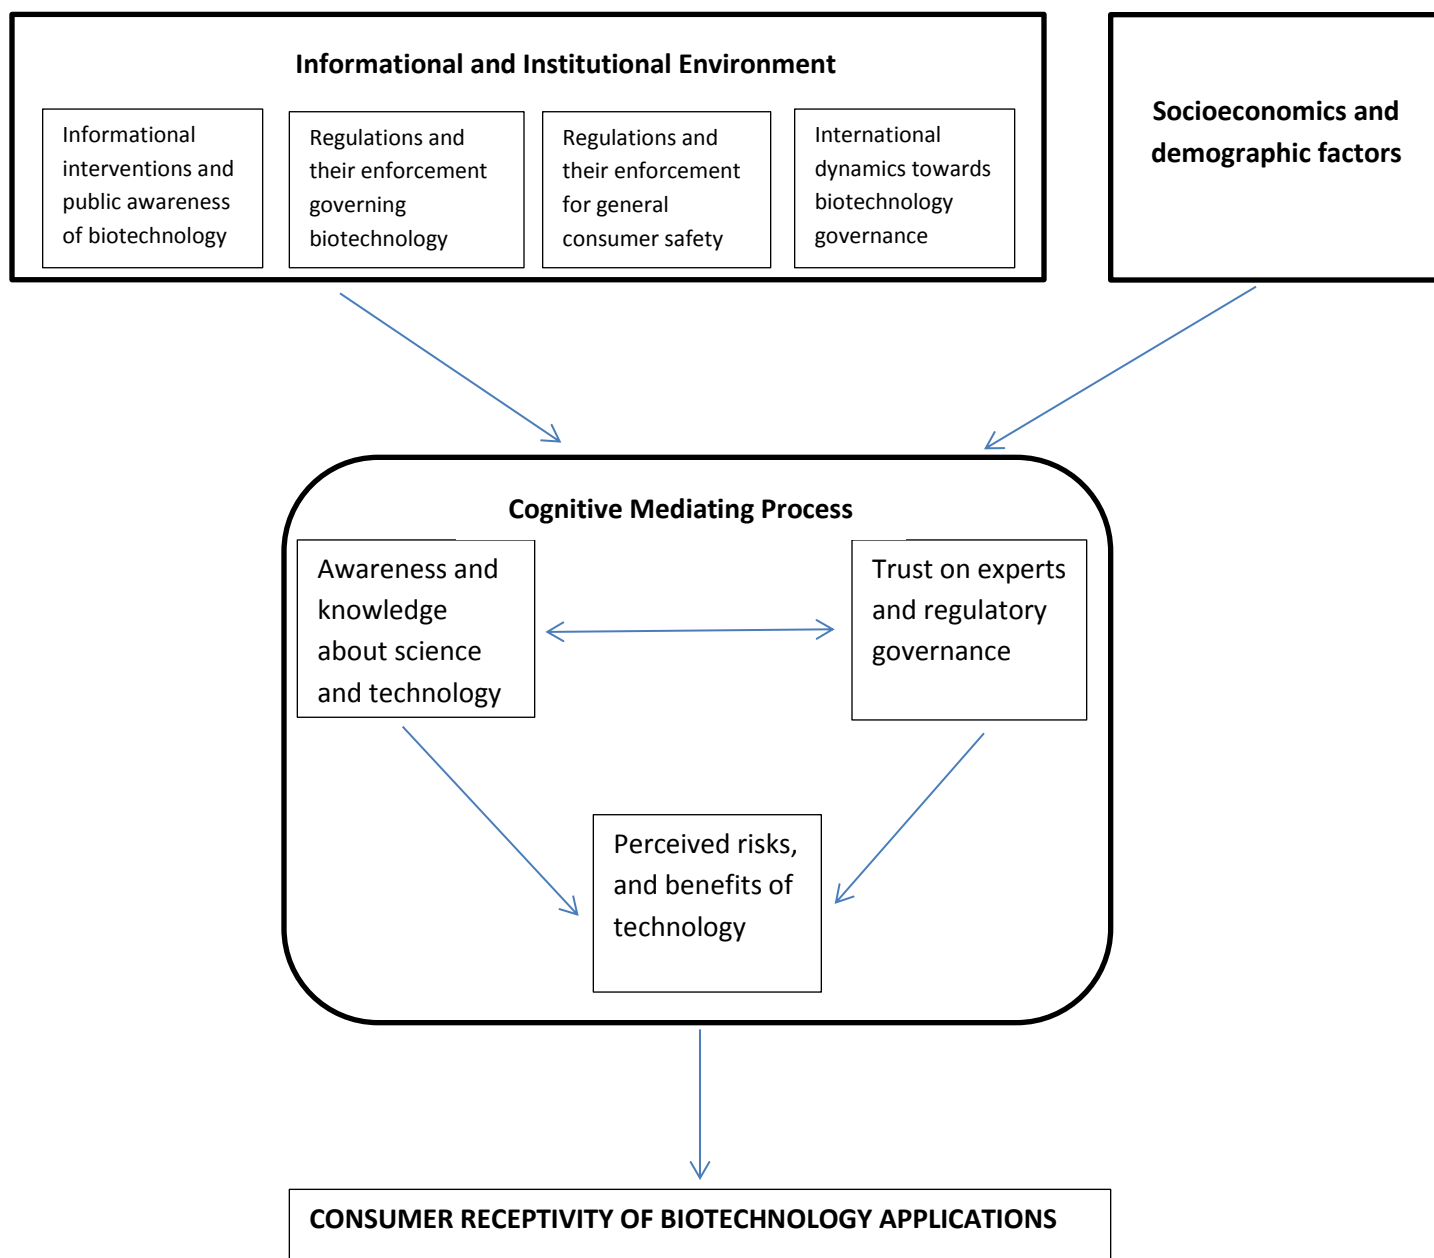 Informational and Institutional Environment
Informational
interventions and
public awareness
of biotechnology
Regulations and
their enforcement
governing
biotechnology
Regulations and
their enforcement
for general
consumer safety
International
dynamics towards
biotechnology
governance
Socioeconomics and
demographic factors
Cognitive Mediating Process
Awareness and
knowledge
about science
and technology
Trust on experts
and regulatory
governance
Perceived risks,
and benefits of
technology
CONSUMER RECEPTIVITY OF BIOTECHNOLOGY APPLICATIONS